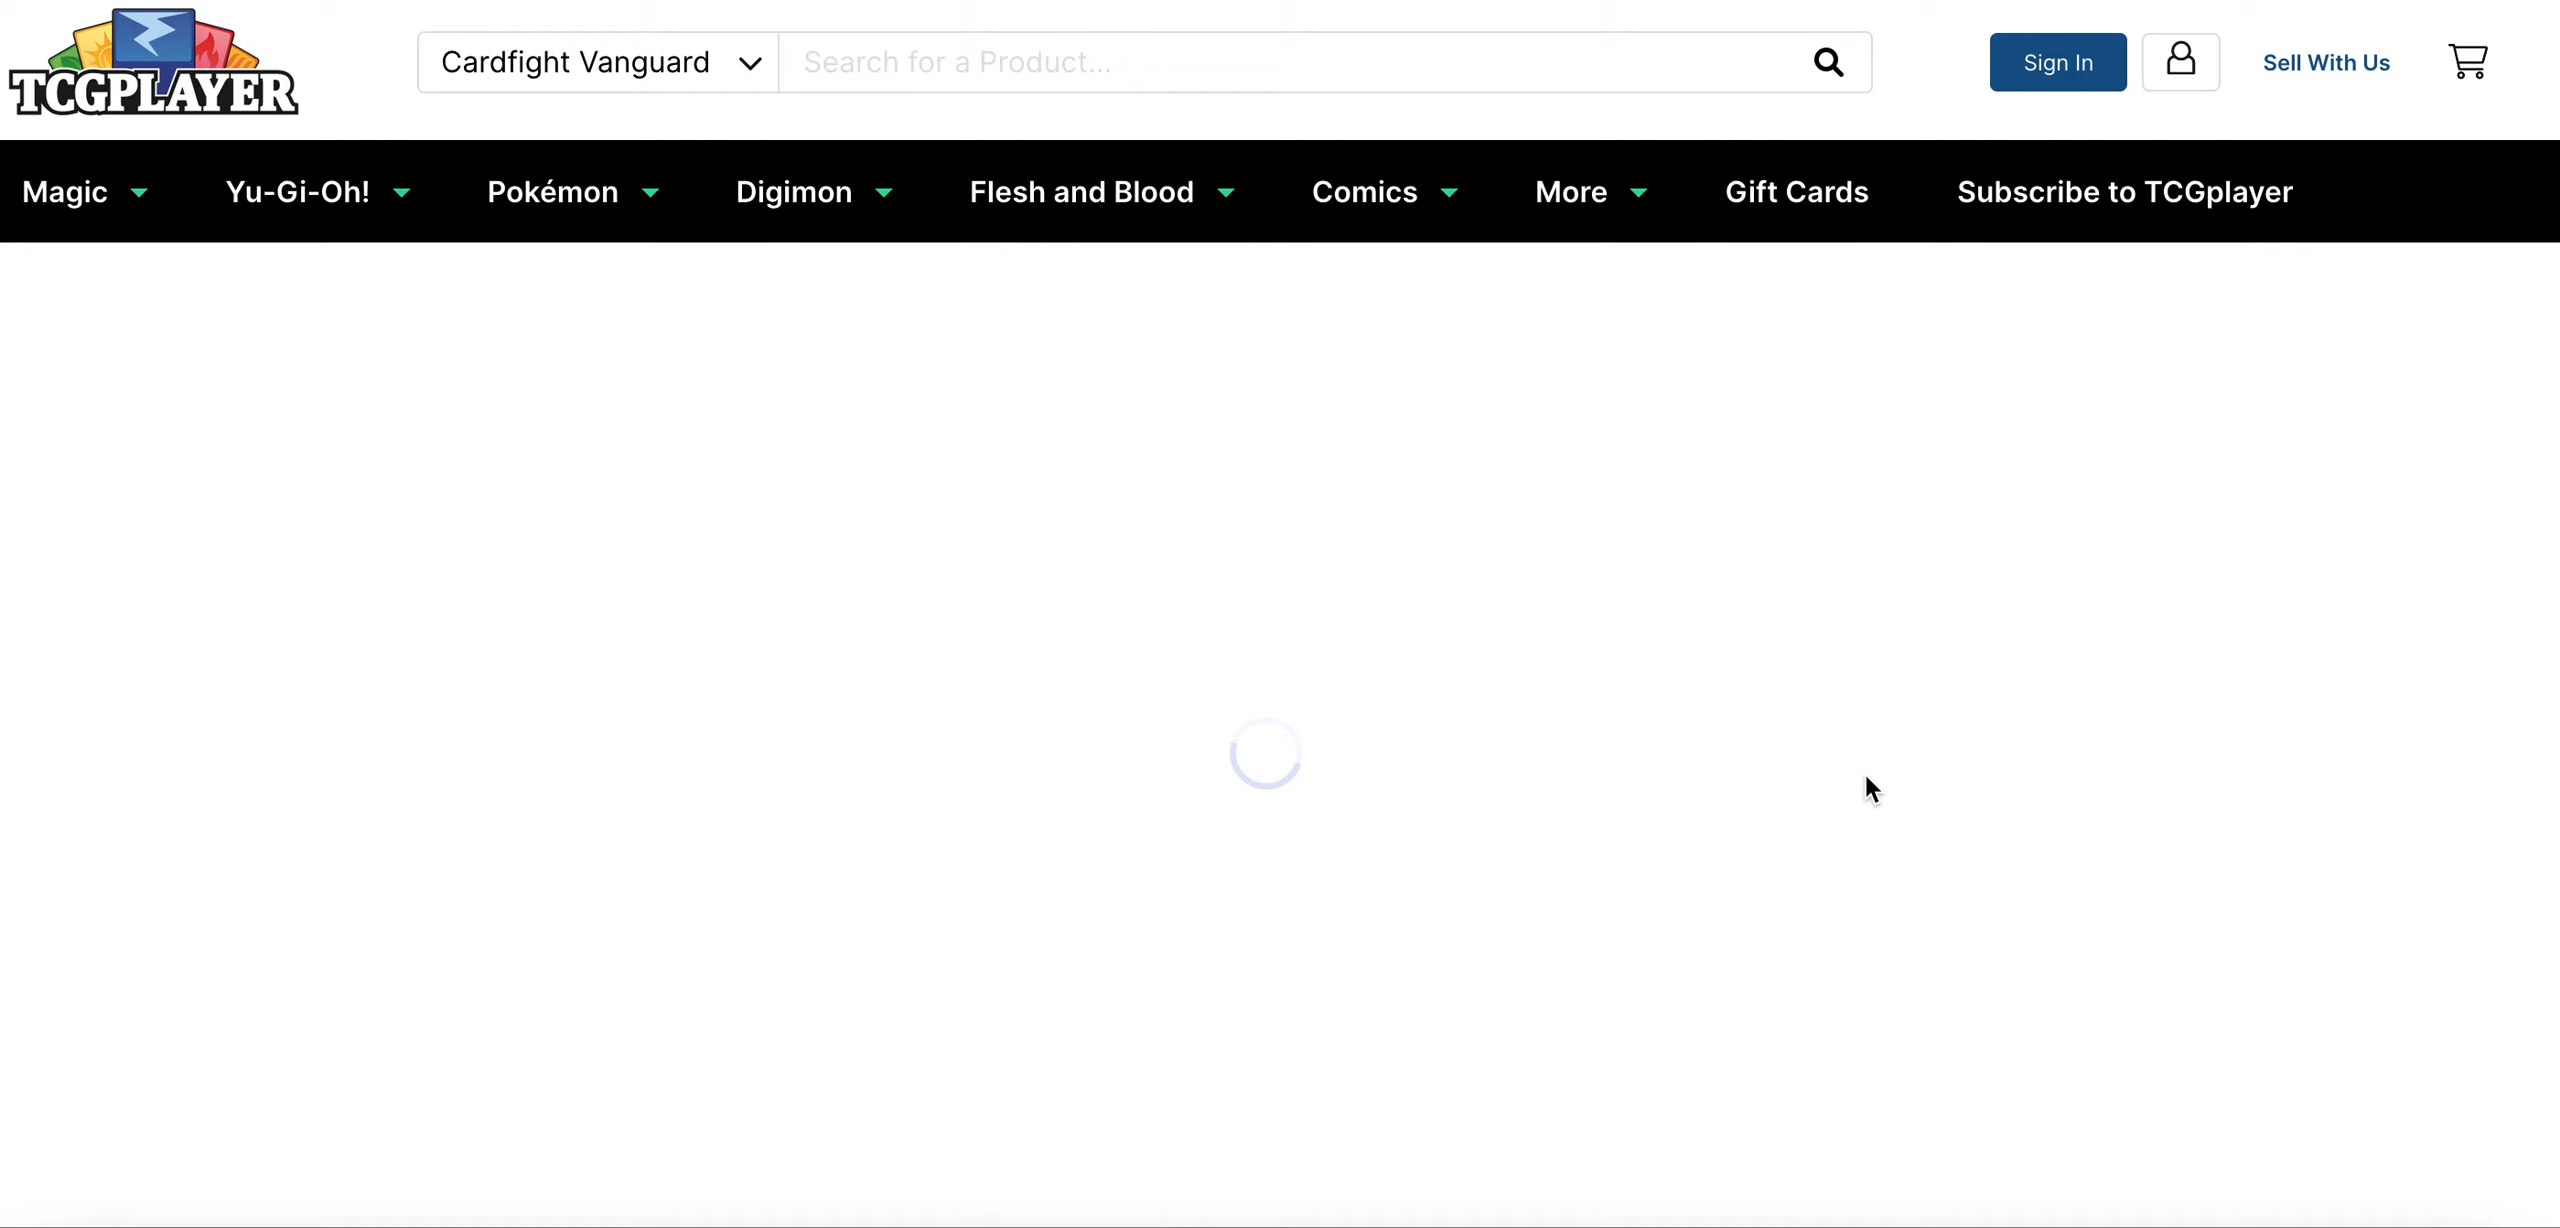 TCGPLAYER
Cardfight Vanguard
Search for a Product...
Sign In
Sell With Us
Magic
Yu-Gi-Oh!
Pokémon
Digimon
Flesh and Blood
Comics
More
Gift Cards
Subscribe to TCGplayer